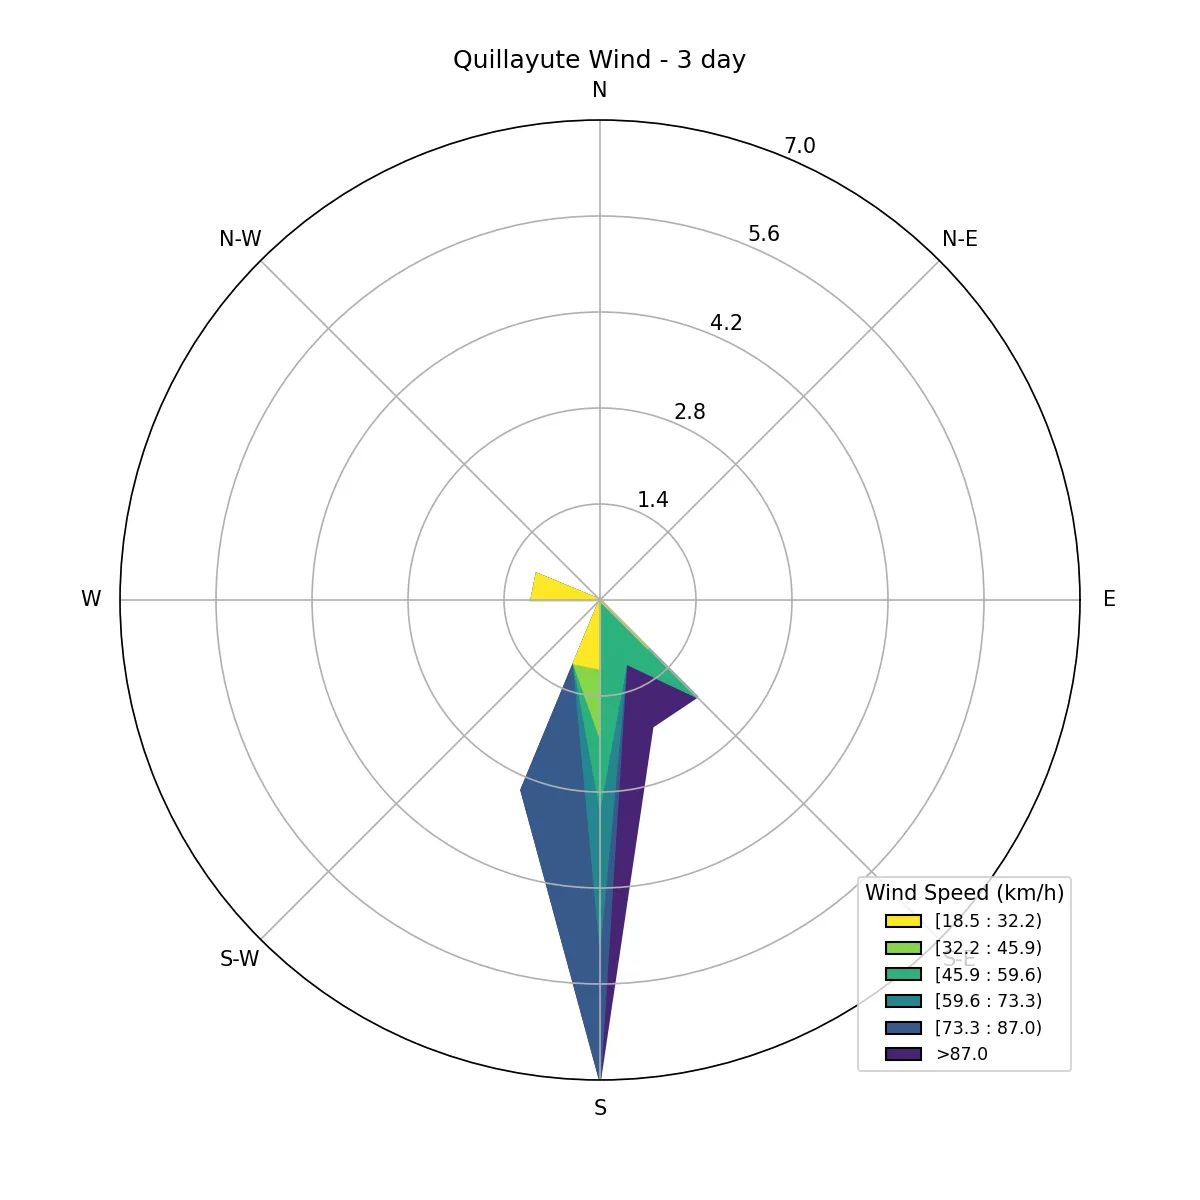 Quillayute Wind - 3 day
N
7.0
5.6
N-W
N-E
4.2
2.8
1.4
W
E
Wind Speed (km/h)
[18.5 : 32.2)
[32.2 : 45.9)
S-W
S-E
[45.9 : 59.6)
[59.6 : 73.3)
[73.3 : 87.0)
>87.0
S